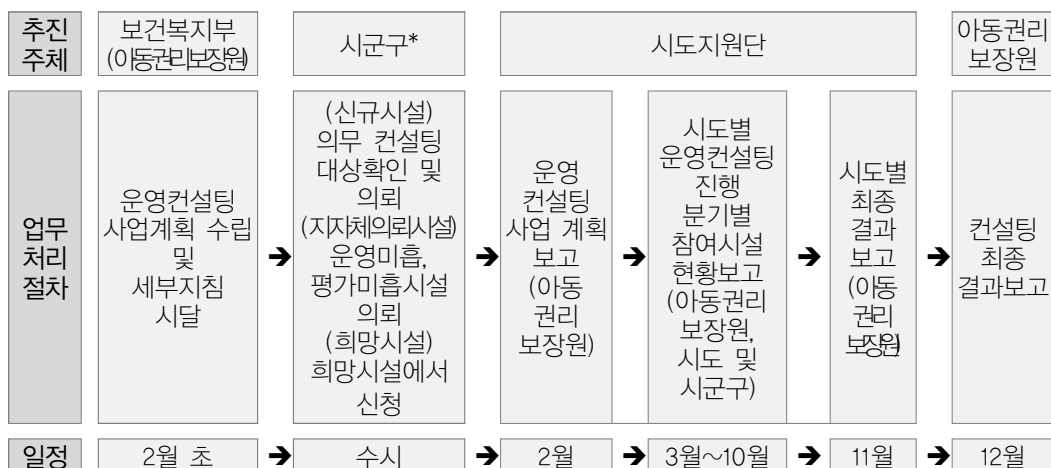 추진
주체
보건복지부
(아동권리보장원)
시군구*
시도지원단
아동권리
보장원
업무
처리
절차
운영컨설팅
사업계획 수립
및
세부지침
시달
➔
(신규시설)
의무 컨설팅
대상확인 및
의뢰
(지자체의뢰시설)
운영미흡,
평가미흡시설
의뢰
(희망시설)
희망시설에서
신청
➔
운영
컨설팅
사업 계획
보고
(아동
권리
보장원)
➔
시도별
운영컨설팅
진행
분기별
참여시설
현황보고
(아동권리
보장원,
시도 및
시군구)
➔
시도별
최종
결과
보고
(아동
권리
보장원)
➔
컨설팅
최종
결과보고
일정
2월 초
➔
수시
➔
2월
➔
3월～10월
➔
11월
➔
12월